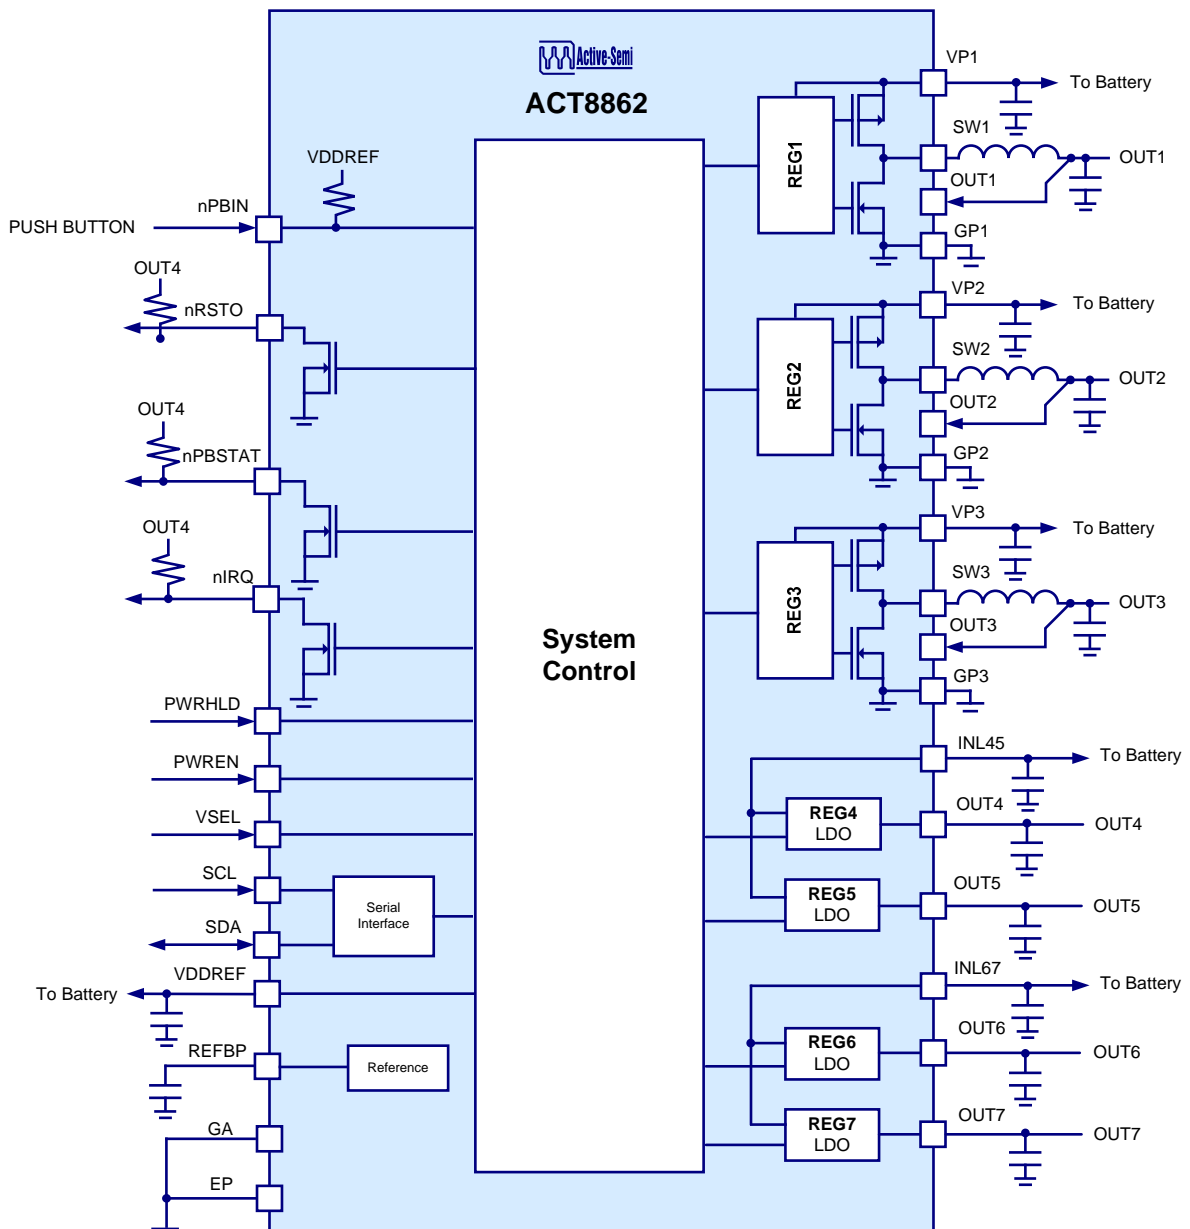 Active-Semi
ACT8862
VP1
To Battery
SW1
OUT1
OUT1
GP1
REG1
VDDREF
nPBIN
PUSH BUTTON
OUT4
nRSTO
VP2
To Battery
SW2
OUT2
OUT2
GP2
REG2
OUT4
nPBSTAT
OUT4
nIRQ
VP3
To Battery
SW3
OUT3
OUT3
GP3
REG3
System
Control
PWRHLD
PWREN
VSEL
SCL
SDA
Serial
Interface
VDDREF
To Battery
REFBP
Reference
GA
EP
INL45
To Battery
REG4
LDO
OUT4
OUT4
REG5
LDO
OUT5
OUT5
INL67
To Battery
REG6
LDO
OUT6
OUT6
REG7
LDO
OUT7
OUT7